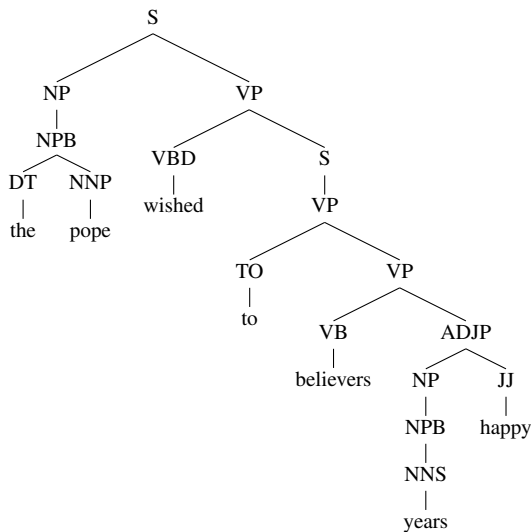 S
NP VP
NPB VBD S
DT NNP wished VP
the pope TO VP
to VB ADJP
believers NP JJ
NPB happy
NNS
years